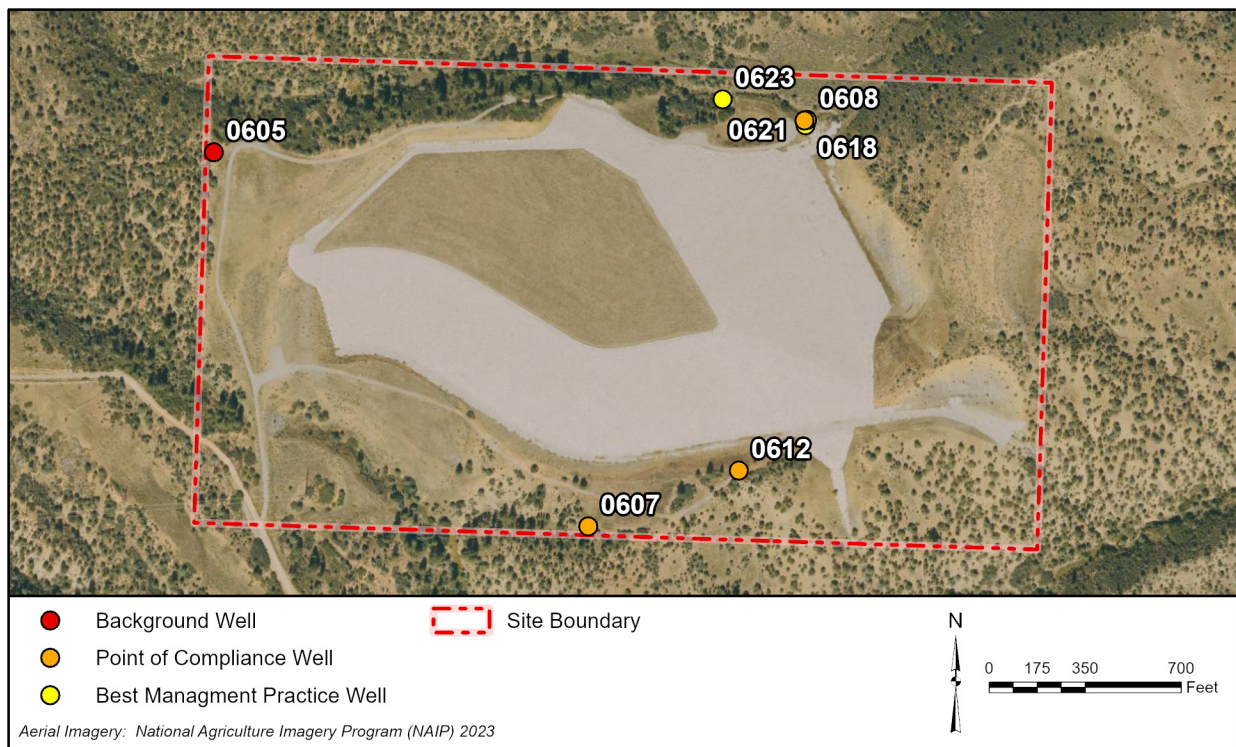 0623
0608
0605
0621
0618
0612
0607
Background Well
Site Boundary
Point of Compliance Well
Best Managment Practice Well
N
0 175 350 700
Feet
Aerial Imagery: National Agriculture Imagery Program (NAIP) 2023